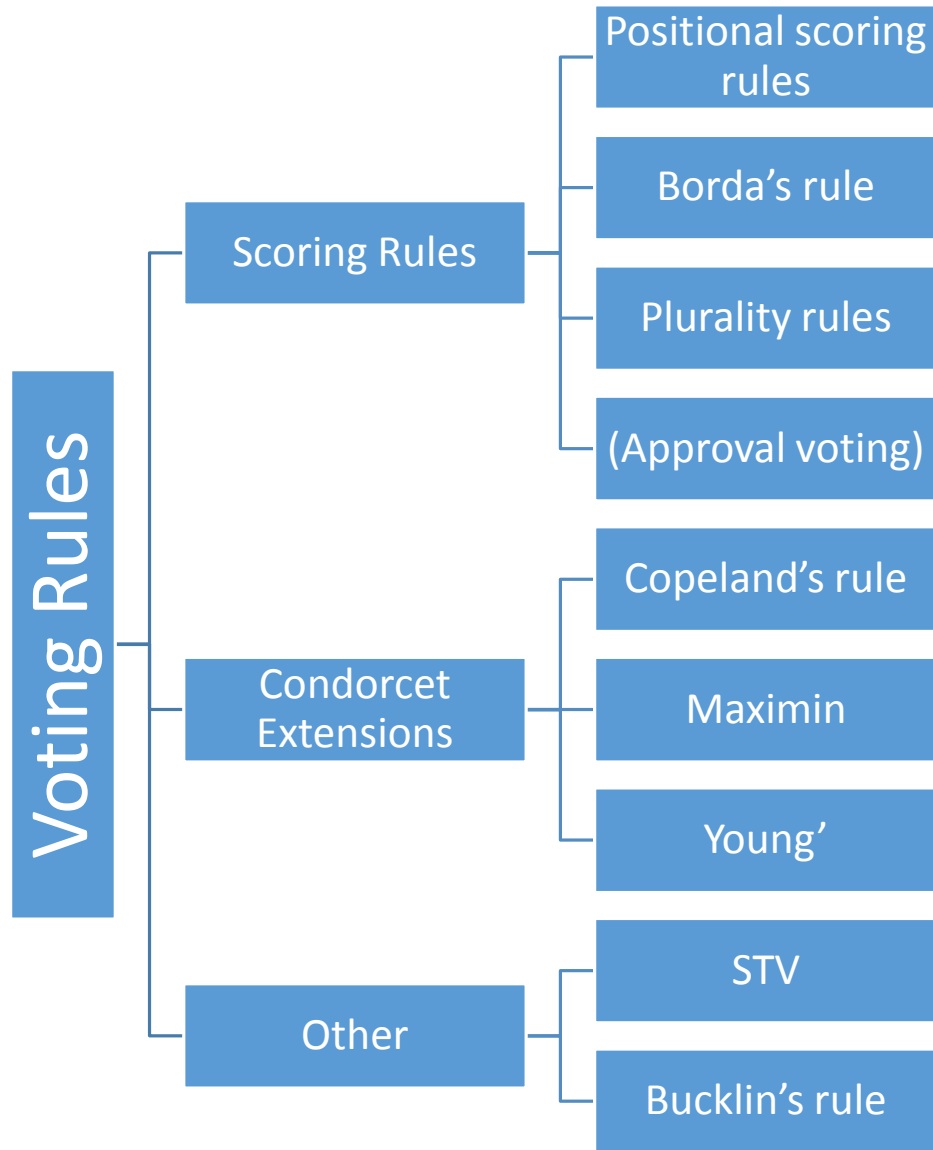 Voting Rules
Scoring Rules
Positional scoring
rules
Borda’s rule
Plurality rules
(Approval voting)
Condorcet
Extensions
Copeland’s rule
Maximin
Young’
Other
STV
Bucklin’s rule